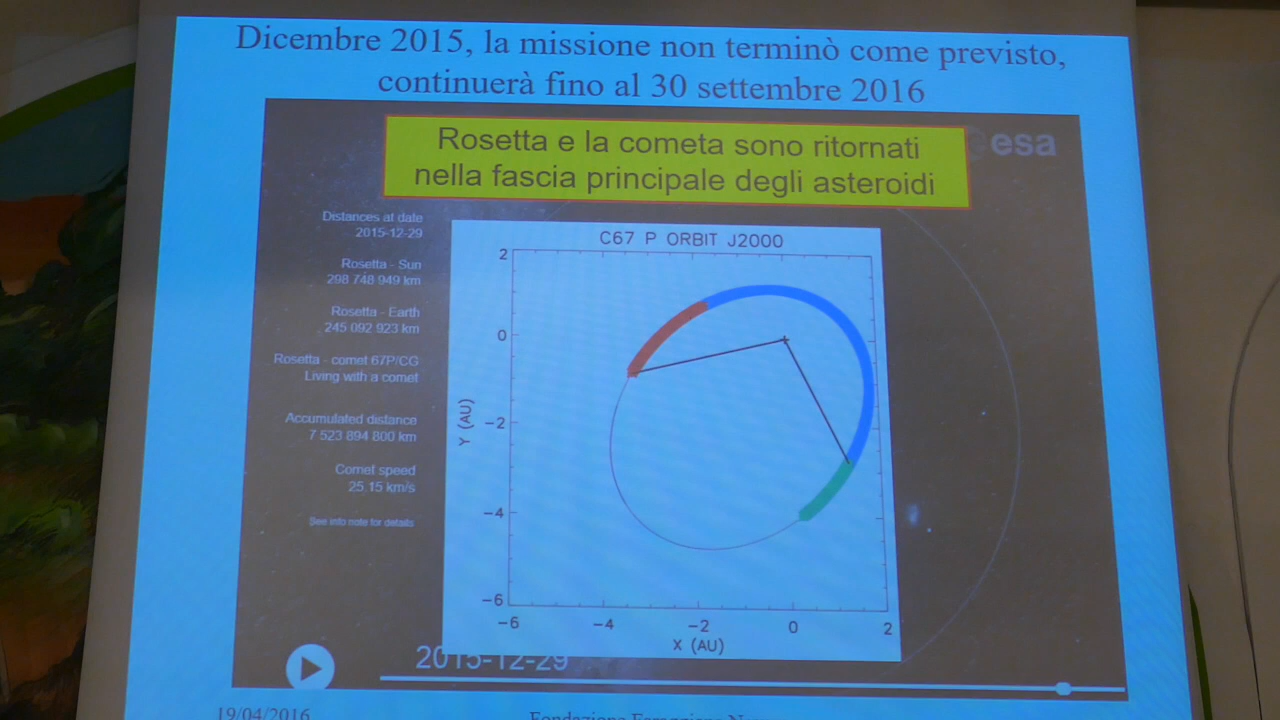 Dicembre 2015, la missione non terminò come previsto,
continuerà fino al 30 settembre 2016
Rosetta e la cometa sono ritornati
nella fascia principale degli asteroidi
esa
Distances at date
2015-12-29
Rosetta - Sun
298 748 949 km
Rosetta - Earth
245 092 923 km
Rosetta - comet 67P/CG
Living with a comet
Accumulated distance
7 523 894 800 km
Comet speed
25.15 km/s
See info note for details
C67 P ORBIT J2000
2
0
−2
−4
−6
Y (AU)
−6 −4 −2 0 2
X (AU)
2015-12-29
19/04/2016
Fondazione